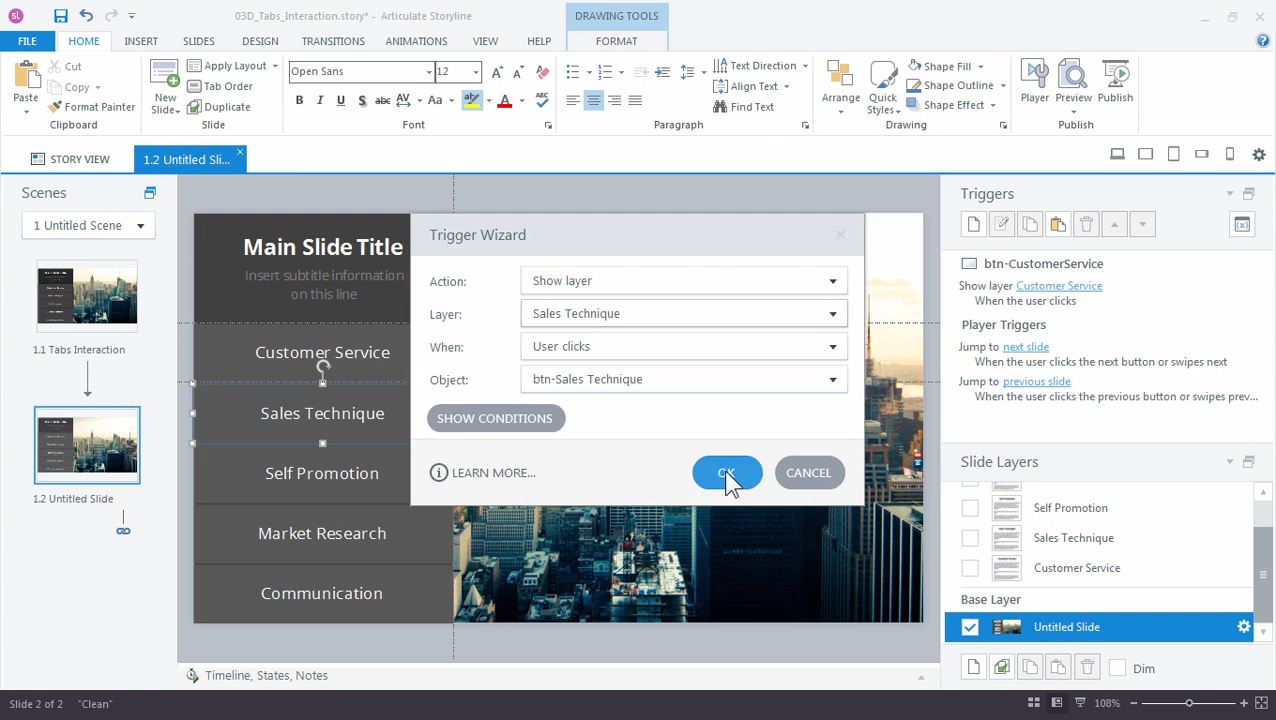 sl
03D_Tabs_Interaction.story* - Articulate Storyline
DRAWING TOOLS
FILE
HOME
INSERT
SLIDES
DESIGN
TRANSITIONS
ANIMATIONS
VIEW
HELP
FORMAT
Paste
Cut
Copy
Format Painter
Clipboard
New
Slide
Apply Layout
Tab Order
Duplicate
Slide
Open Sans
12
Font
Text Direction
Align Text
Find Text
Paragraph
Arrange
Quick
Styles
Shape Fill
Shape Outline
Shape Effect
Drawing
Player
Preview
Publish
Publish
STORY VIEW
1.2 Untitled Sli...
Scenes
1 Untitled Scene
1.1 Tabs Interaction
1.2 Untitled Slide
Main Slide Title
Insert subtitle information
on this line
Customer Service
Sales Technique
Self Promotion
Market Research
Communication
Trigger Wizard
Action:
Show layer
Layer:
Sales Technique
When:
User clicks
Object:
btn-Sales Technique
SHOW CONDITIONS
LEARN MORE...
OK
CANCEL
Triggers
btn-CustomerService
Show layer Customer Service
When the user clicks
Player Triggers
Jump to next slide
When the user clicks the next button or swipes next
Jump to previous slide
When the user clicks the previous button or swipes prev...
Slide Layers
Self Promotion
Sales Technique
Customer Service
Base Layer
Untitled Slide
Dim
Timeline, States, Notes
Slide 2 of 2
"Clean"
108%